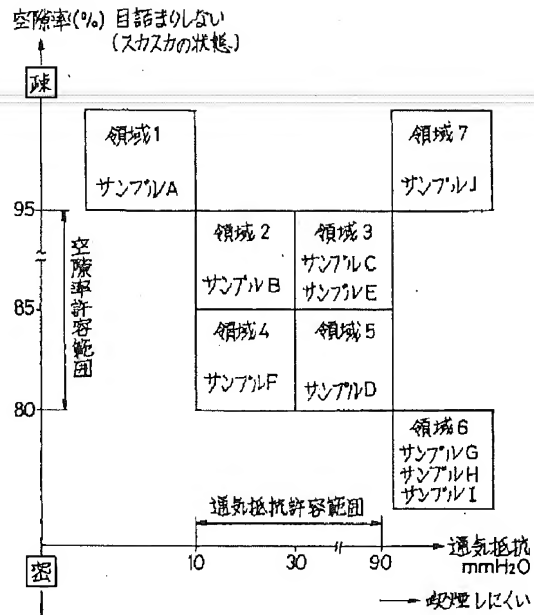 空隙率(%) 目詰まりしない
(スカスカの状態)
疎
領域1
サンプルA
領域7
サンプルJ
95
領域2
サンプルB
領域3
サンプルC
サンプルE
空隙率許容範囲
85
領域4
サンプルF
領域5
サンプルD
80
領域6
サンプルG
サンプルH
サンプルI
通気抵抗許容範囲
10
30
90
通気抵抗
mmH2O
密
喫煙しにくい